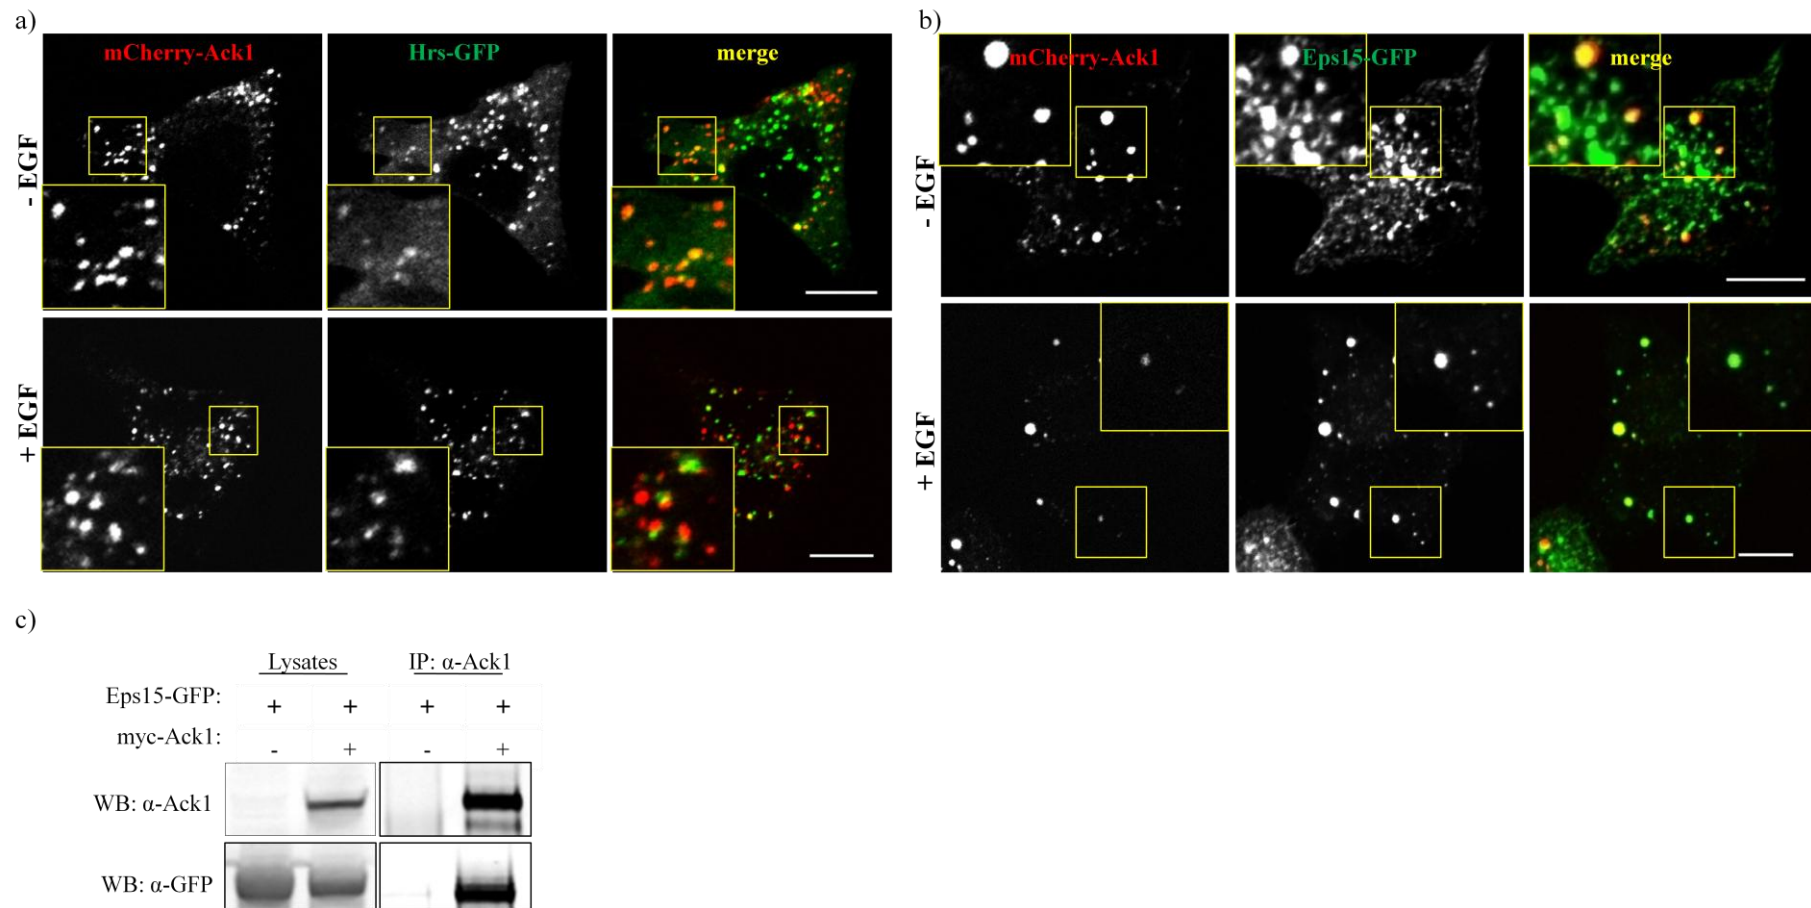 a)
mCherry-Ack1 Hrs-GFP merge
- EGF
+ EGF
b)
mCherry-Ack1 Eps15-GFP merge
- EGF
+ EGF
c)
Lysates IP: α-Ack1
Eps15-GFP: + + + +
myc-Ack1: - + - +
WB: α-Ack1
WB: α-GFP